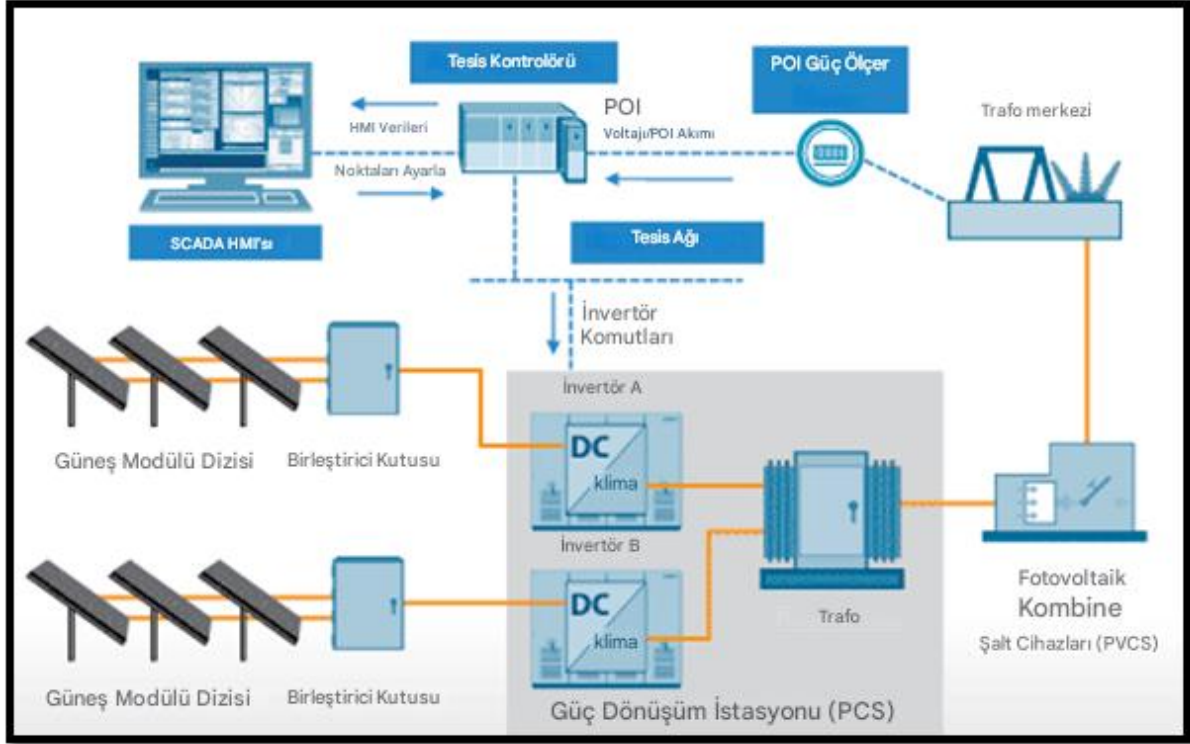 Tesis Kontrolörü
POI Güç Ölçer
Trafo merkezi
HMI Verileri
POI
Voltajı/POI Akımı
Noktaları Ayarla
SCADA HMI'sı
Tesis Ağı
İnvertör
Komutları
İnvertör A
DC
klima
Güneş Modülü Dizisi
Birleştirici Kutusu
İnvertör B
DC
klima
Trafo
Fotovoltaik
Kombine
Şalt Cihazları (PVCS)
Güneş Modülü Dizisi
Birleştirici Kutusu
Güç Dönüşüm İstasyonu (PCS)